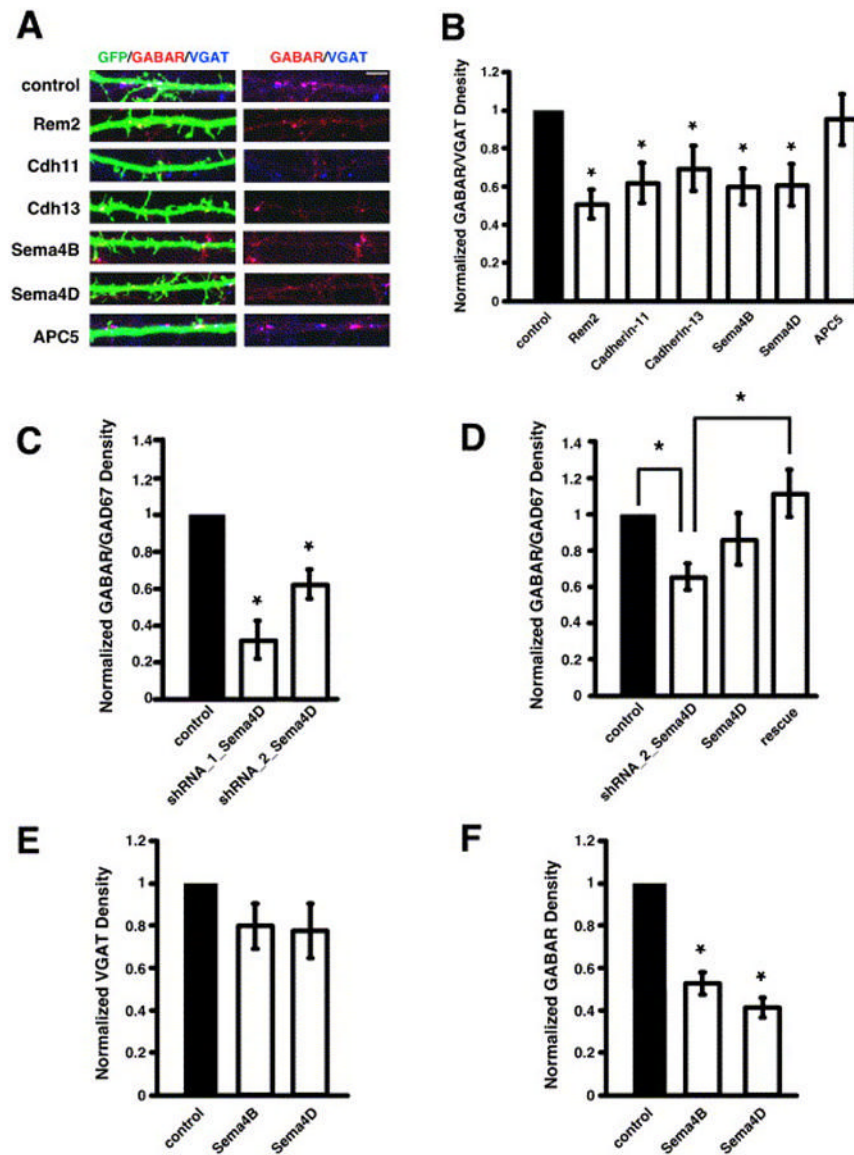 A
GFP/GABAR/VGAT
GABAR/VGAT
control
Rem2
Cdh11
Cdh13
Sema4B
Sema4D
APC5
B
Normalized GABAR/VGAT Dnesity
1.2
1
0.8
0.6
0.4
0.2
0
*
*
*
*
*
control
Rem2
Cadherin-11
Cadherin-13
Sema4B
Sema4D
APC5
C
Normalized GABAR/GAD67 Density
1.4
1.2
1
0.8
0.6
0.4
0.2
0
*
*
control
shRNA_1_Sema4D
shRNA_2_Sema4D
D
Normalized GABAR/GAD67 Density
1.4
1.2
1
0.8
0.6
0.4
0.2
0
*
*
control
shRNA_2_Sema4D
Sema4D
rescue
E
Normalized VGAT Density
1.2
1
0.8
0.6
0.4
0.2
0
control
Sema4B
Sema4D
F
Normalized GABAR Density
1.2
1
0.8
0.6
0.4
0.2
0
*
*
control
Sema4B
Sema4D